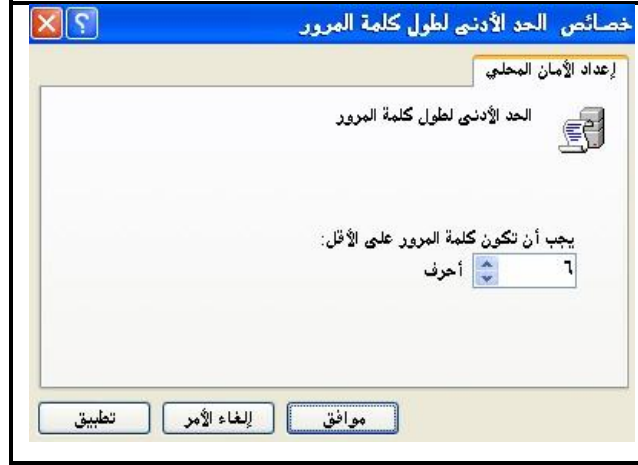 خصائص الحد الأدنى لطول كلمة المرور
إعداد الأمان المحلي
الحد الأدنى لطول كلمة المرور
يجب أن تكون كلمة المرور على الأقل:
٦ أحرف
موافق إلغاء الأمر تطبيق